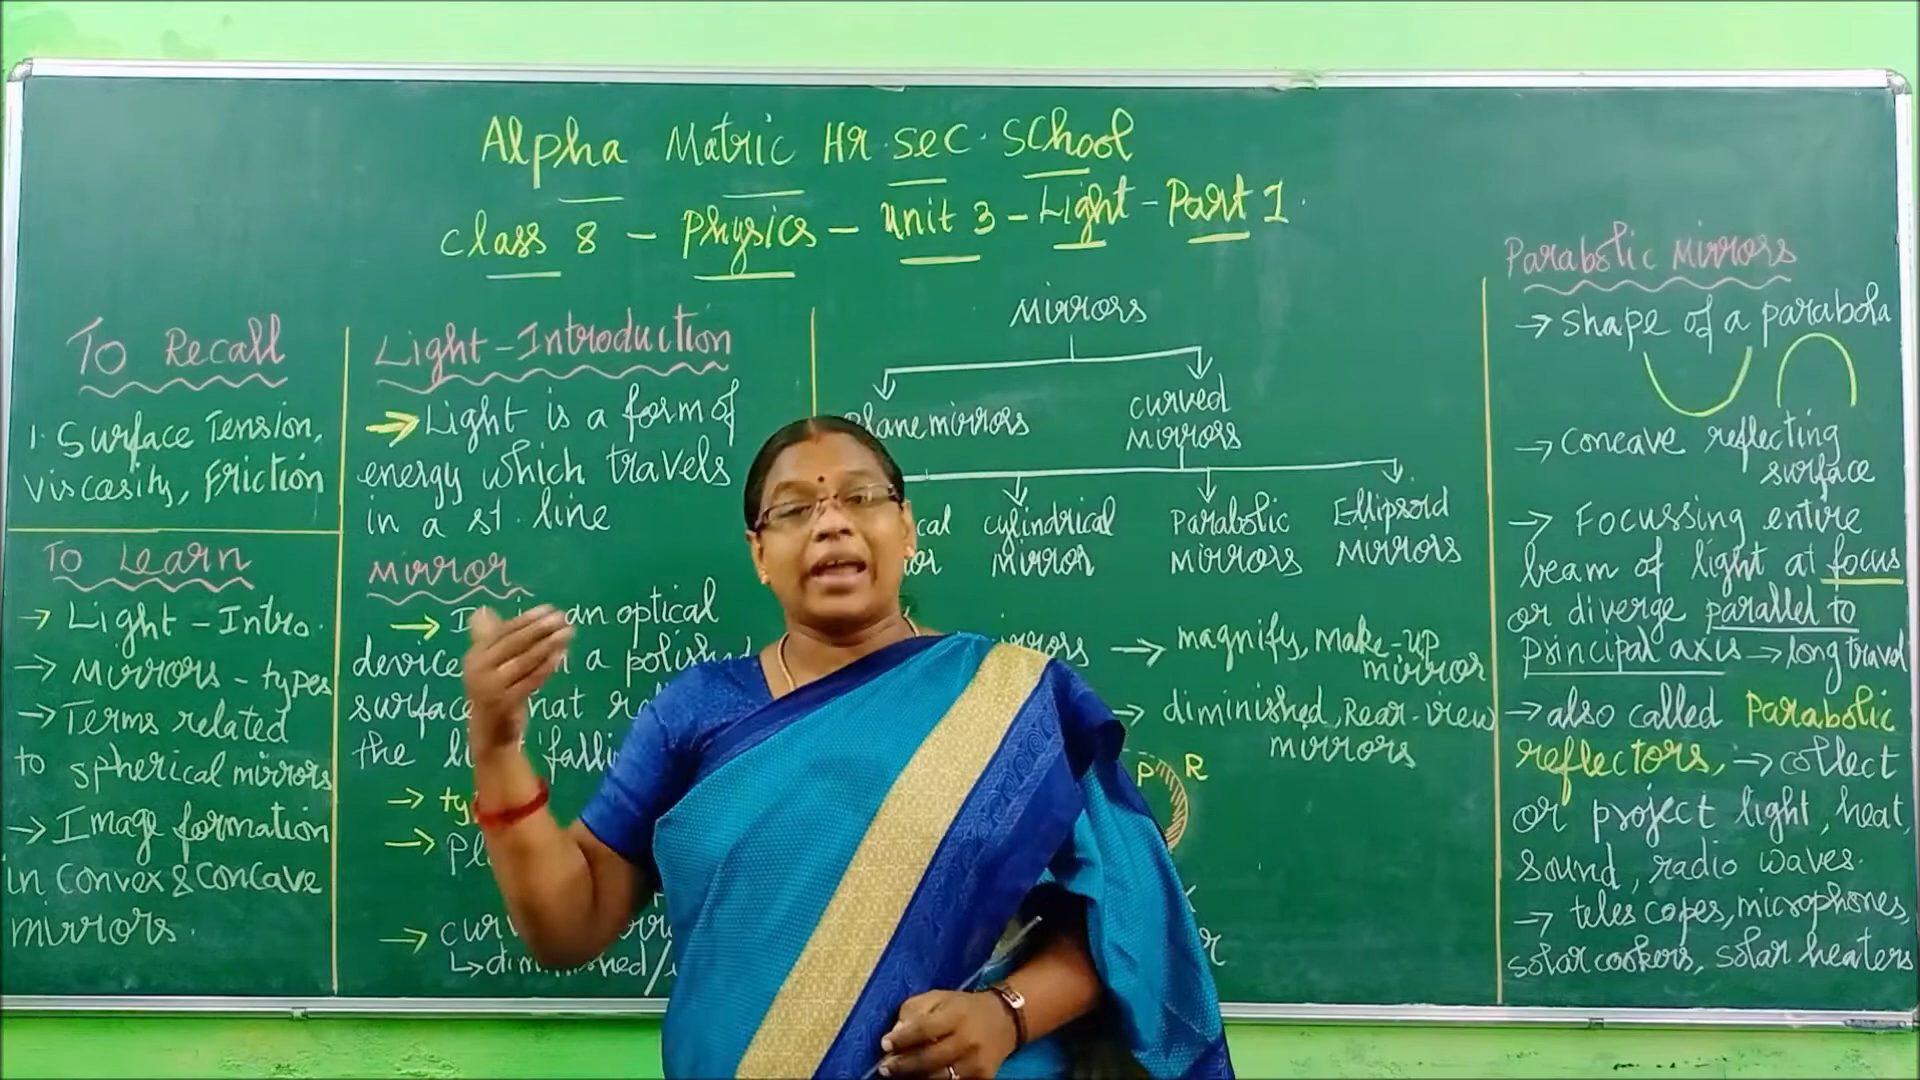 Alpha Matric HR. Sec. School
Class 8 - Physics - Unit 3 - Light - Part 1.
To Recall
1. Surface Tension,
viscosity, Friction
To Learn
→ Light - Intro.
→ Mirrors - types
→ Terms related
to spherical mirrors
→ Image formation
in convex & concave
mirrors.
Light - Introduction
→ Light is a form of
energy which travels
in a st. line
Mirror
→ an optical
device a polished
surface
the falli
→ ty
→ Pl
→ curv
↳ diminished/
Mirrors
Plane mirrors
curved
mirrors
cylindrical
mirror
Parabolic
Mirrors
Ellipsoid
Mirrors
→ magnify, make-up
mirror
→ diminished, Rear-view
mirrors
P R
Parabolic Mirrors
→ shape of a parabola
→ concave reflecting
surface
→ Focussing entire
beam of light at focus
or diverge parallel to
principal axis → long travel
→ also called Parabolic
reflectors, → collect
or project light, heat,
sound, radio waves.
→ telescopes, microphones,
solar cookers, solar heaters